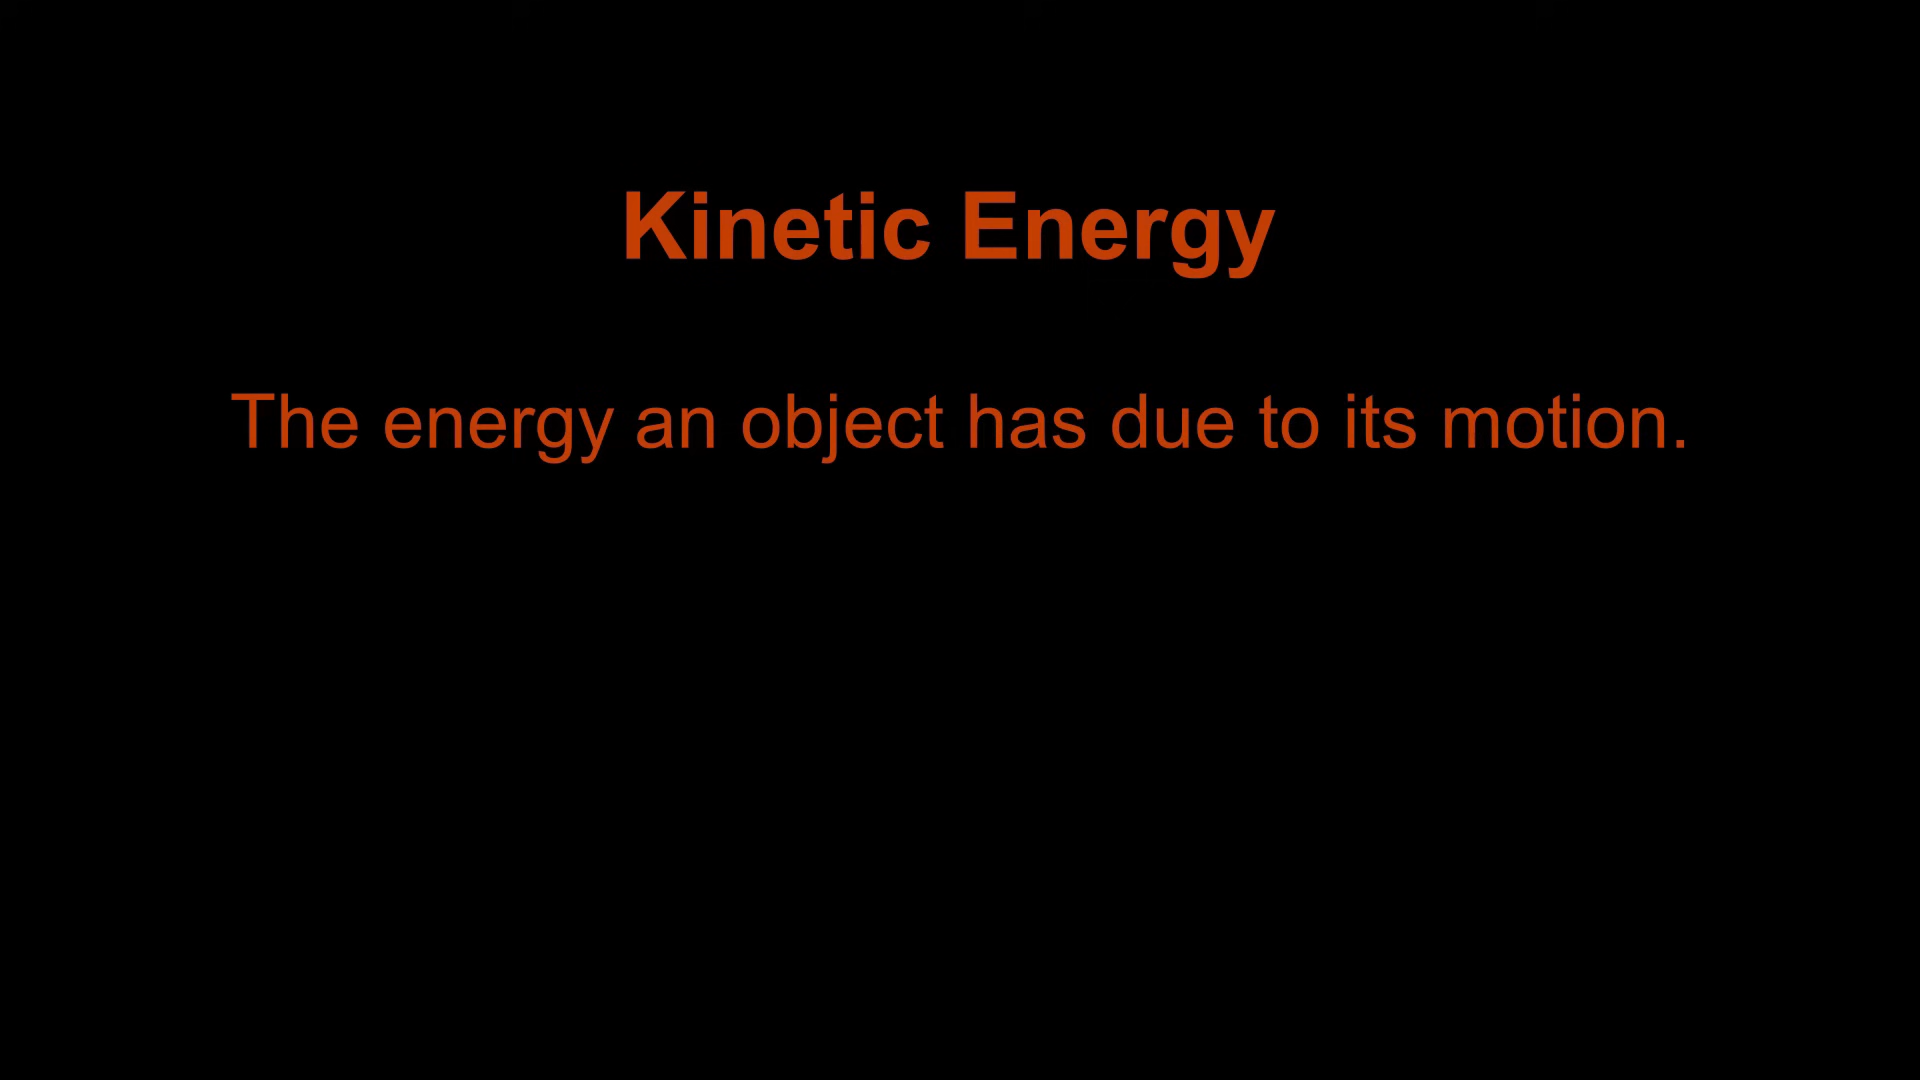 Kinetic Energy
The energy an object has due to its motion.